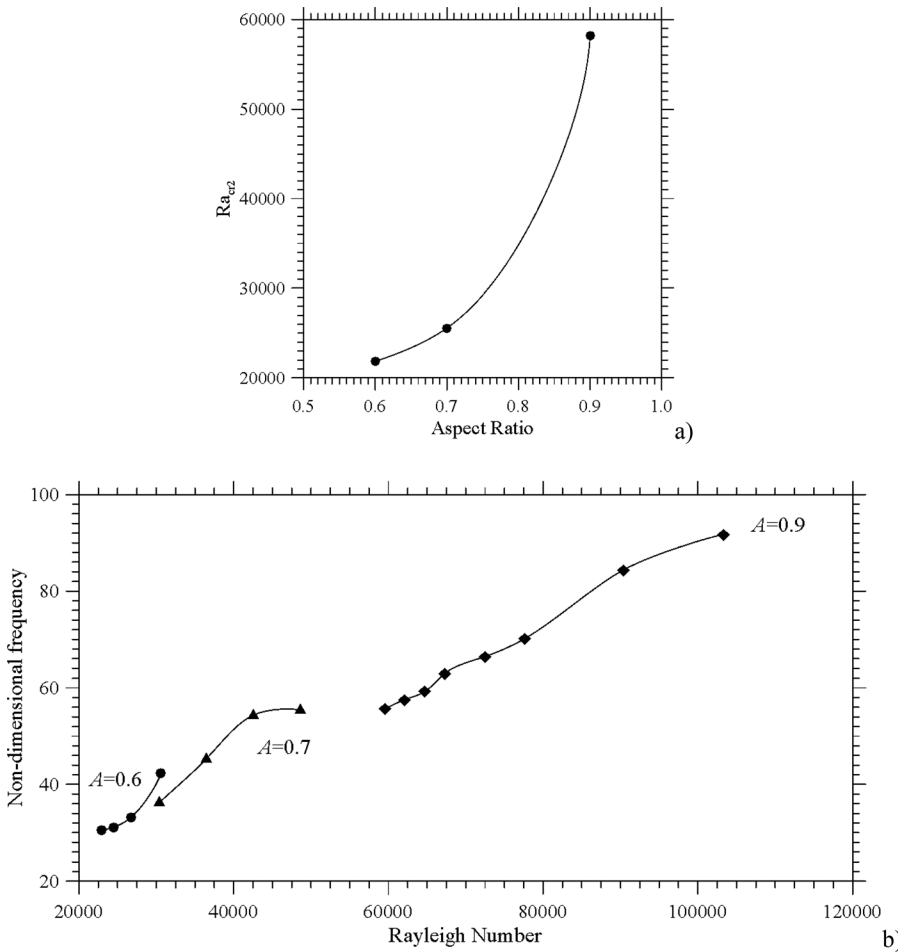 60000
50000
40000
30000
20000
Ra_cr2
0.5 0.6 0.7 0.8 0.9 1.0
Aspect Ratio
a)
100
80
60
40
20
Non-dimensional frequency
A=0.9
A=0.7
A=0.6
20000 40000 60000 80000 100000 120000
Rayleigh Number
b)